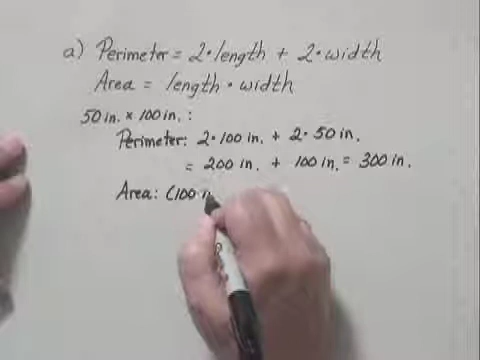 a) Perimeter = 2·length + 2·width
Area = length · width
50 in. × 100 in. :
Perimeter: 2·100 in. + 2·50 in.
= 200 in. + 100 in. = 300 in.
Area: (100 in